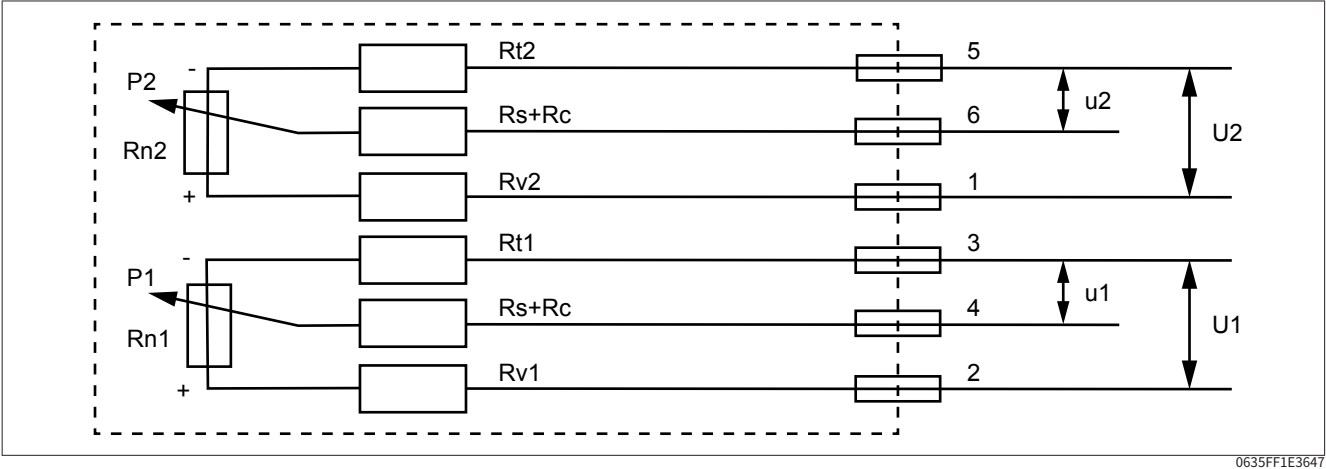 Rt2 5
-
P2 u2
Rs+Rc 6
U2
Rn2
Rv2 1
+
Rt1 3
-
P1 u1
Rs+Rc 4
U1
Rn1
Rv1 2
+
0635FF1E3647